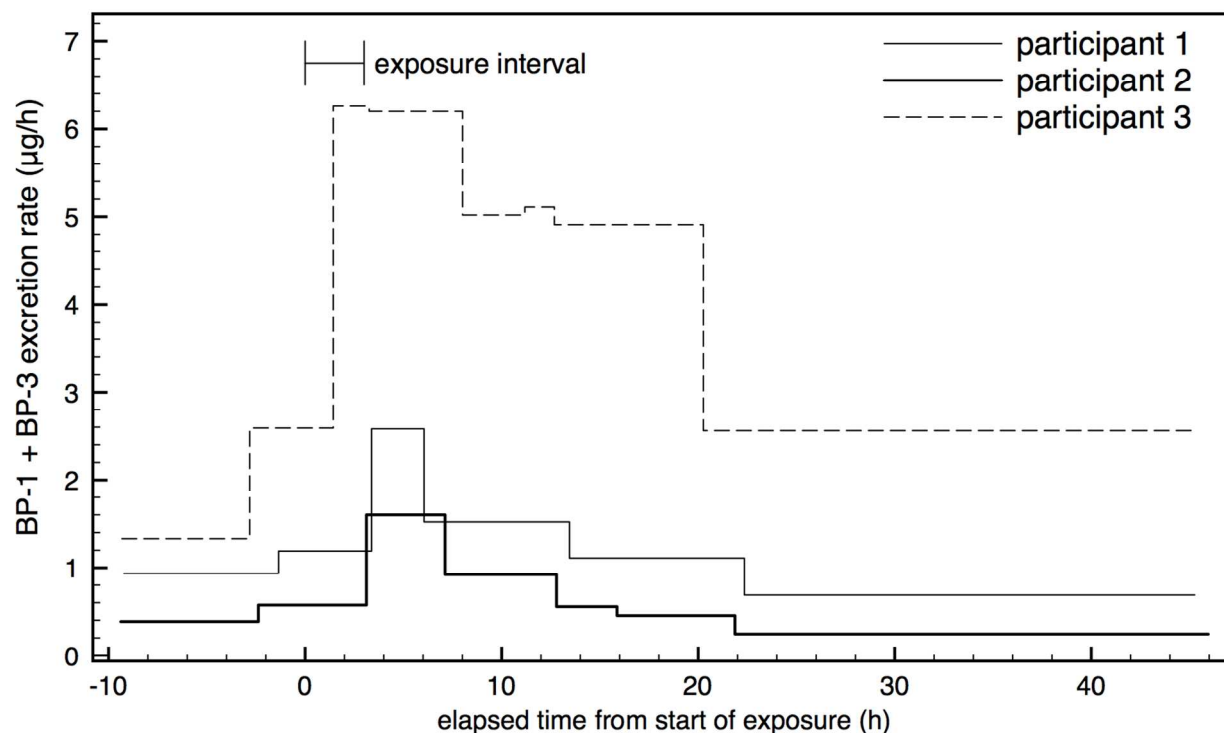 7
6
5
4
3
2
1
0
BP-1 + BP-3 excretion rate (µg/h)
exposure interval
participant 1
participant 2
participant 3
-10
0
10
20
30
40
elapsed time from start of exposure (h)